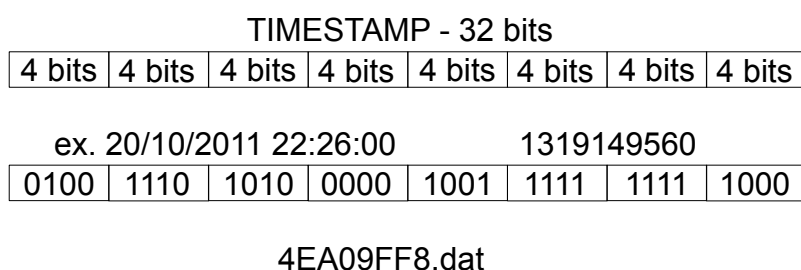 TIMESTAMP - 32 bits
4 bits 4 bits 4 bits 4 bits 4 bits 4 bits 4 bits 4 bits
ex. 20/10/2011 22:26:00 1319149560
0100 1110 1010 0000 1001 1111 1111 1000
4EA09FF8.dat